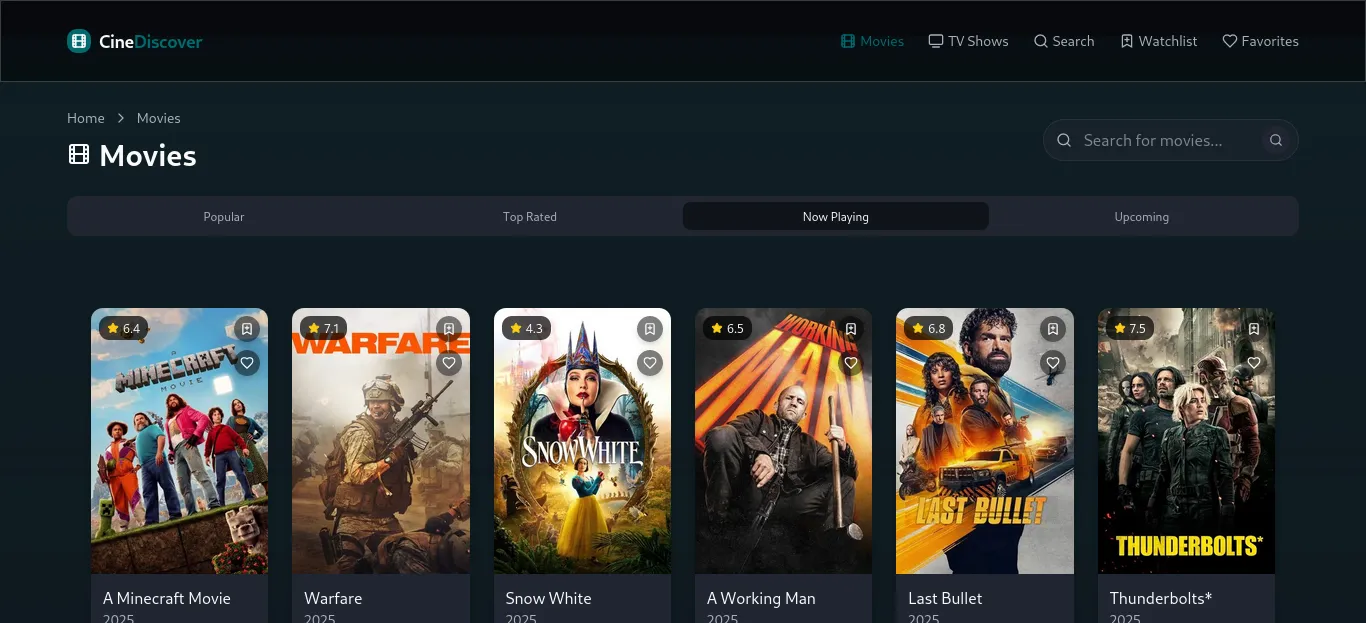 CineDiscover
Movies
TV Shows
Search
Watchlist
Favorites
Home
Movies
Movies
Search for movies...
Popular
Top Rated
Now Playing
Upcoming
6.4
7.1
4.3
6.5
6.8
7.5
A
MINECRAFT
MOVIE
WARFARE
SNOW WHITE
WORKING
MAN
LAST BULLET
THUNDERBOLTS*
A Minecraft Movie
Warfare
Snow White
A Working Man
Last Bullet
Thunderbolts*
2025
2025
2025
2025
2025
2025